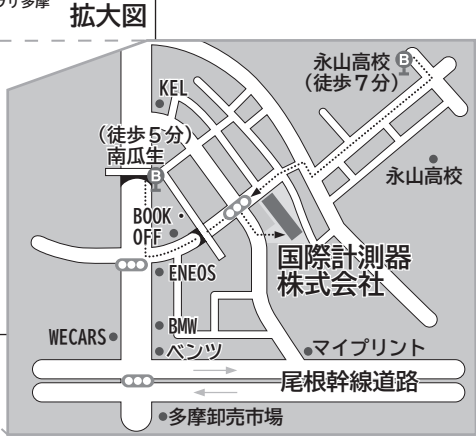 ラリ多摩
拡大図
永山高校
(徒歩7分)
B
KEL
(徒歩5分)
南瓜生
B
永山高校
BOOK
OFF
国際計測器
株式会社
ENEOS
BMW
WECARS
ベンツ
マイプリント
尾根幹線道路
多摩卸売市場